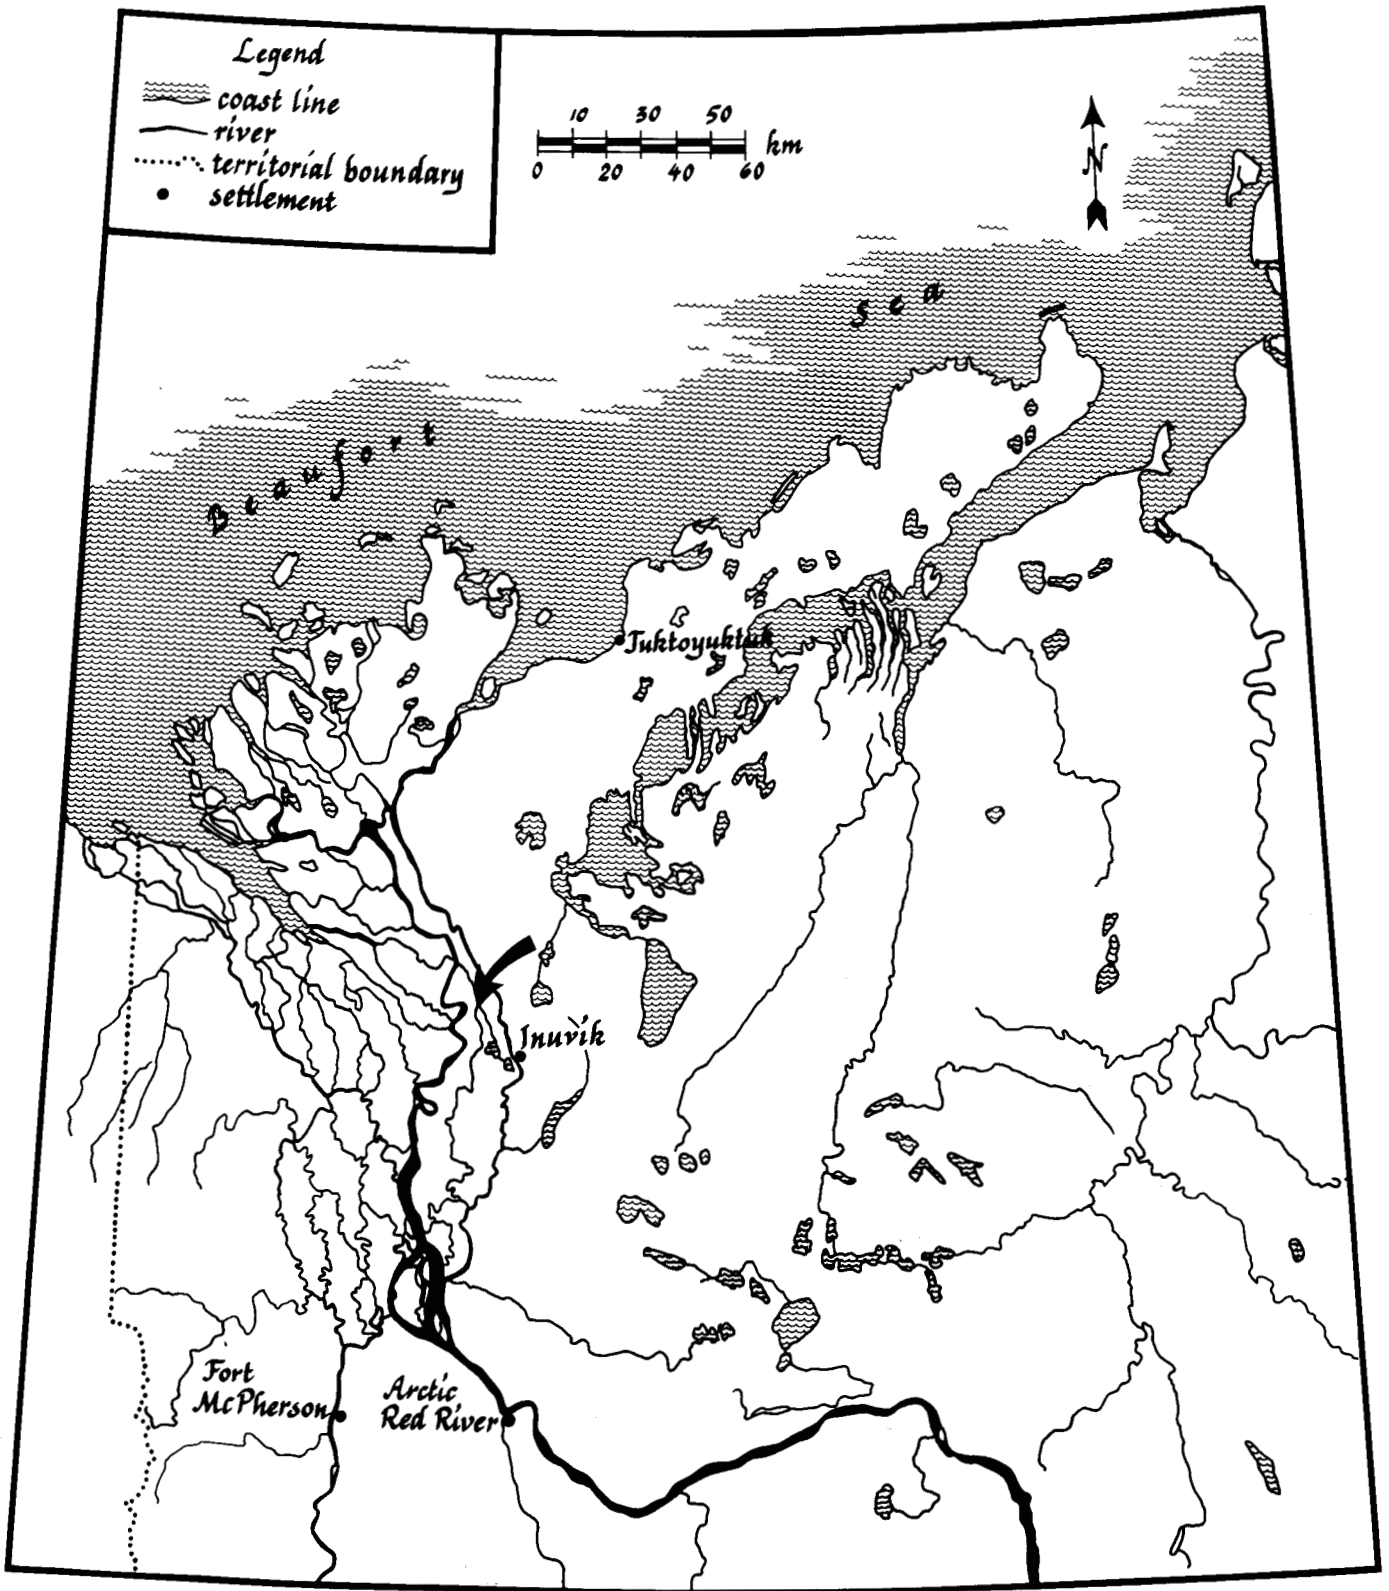 Legend
coast line
river
territorial boundary
settlement
10 30 50
km
0 20 40 60
N
Sea
Beaufort
Tuktoyuktuk
Inuvik
Fort
McPherson
Arctic
Red River